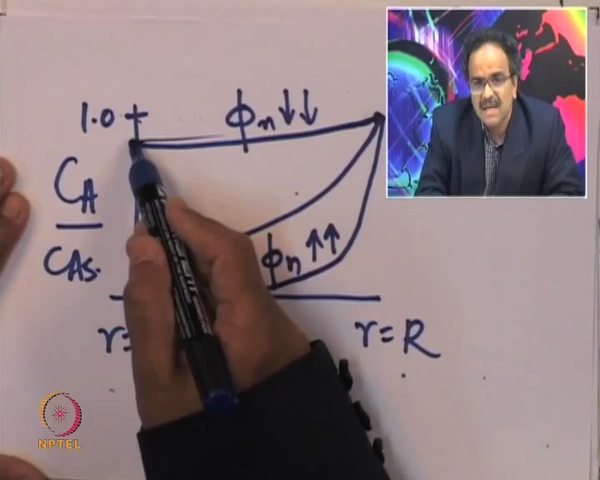 1.0
ϕn↓↓
CA
CAs.
ϕn↑↑
r=
r=R
NPTEL